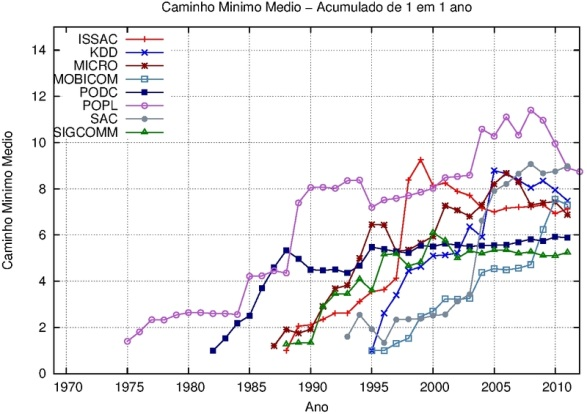 Caminho Minimo Medio – Acumulado de 1 em 1 ano
Caminho Minimo Medio
14
12
10
8
6
4
2
0
ISSAC
KDD
MICRO
MOBICOM
PODC
POPL
SAC
SIGCOMM
1970 1975 1980 1985 1990 1995 2000 2005 2010
Ano